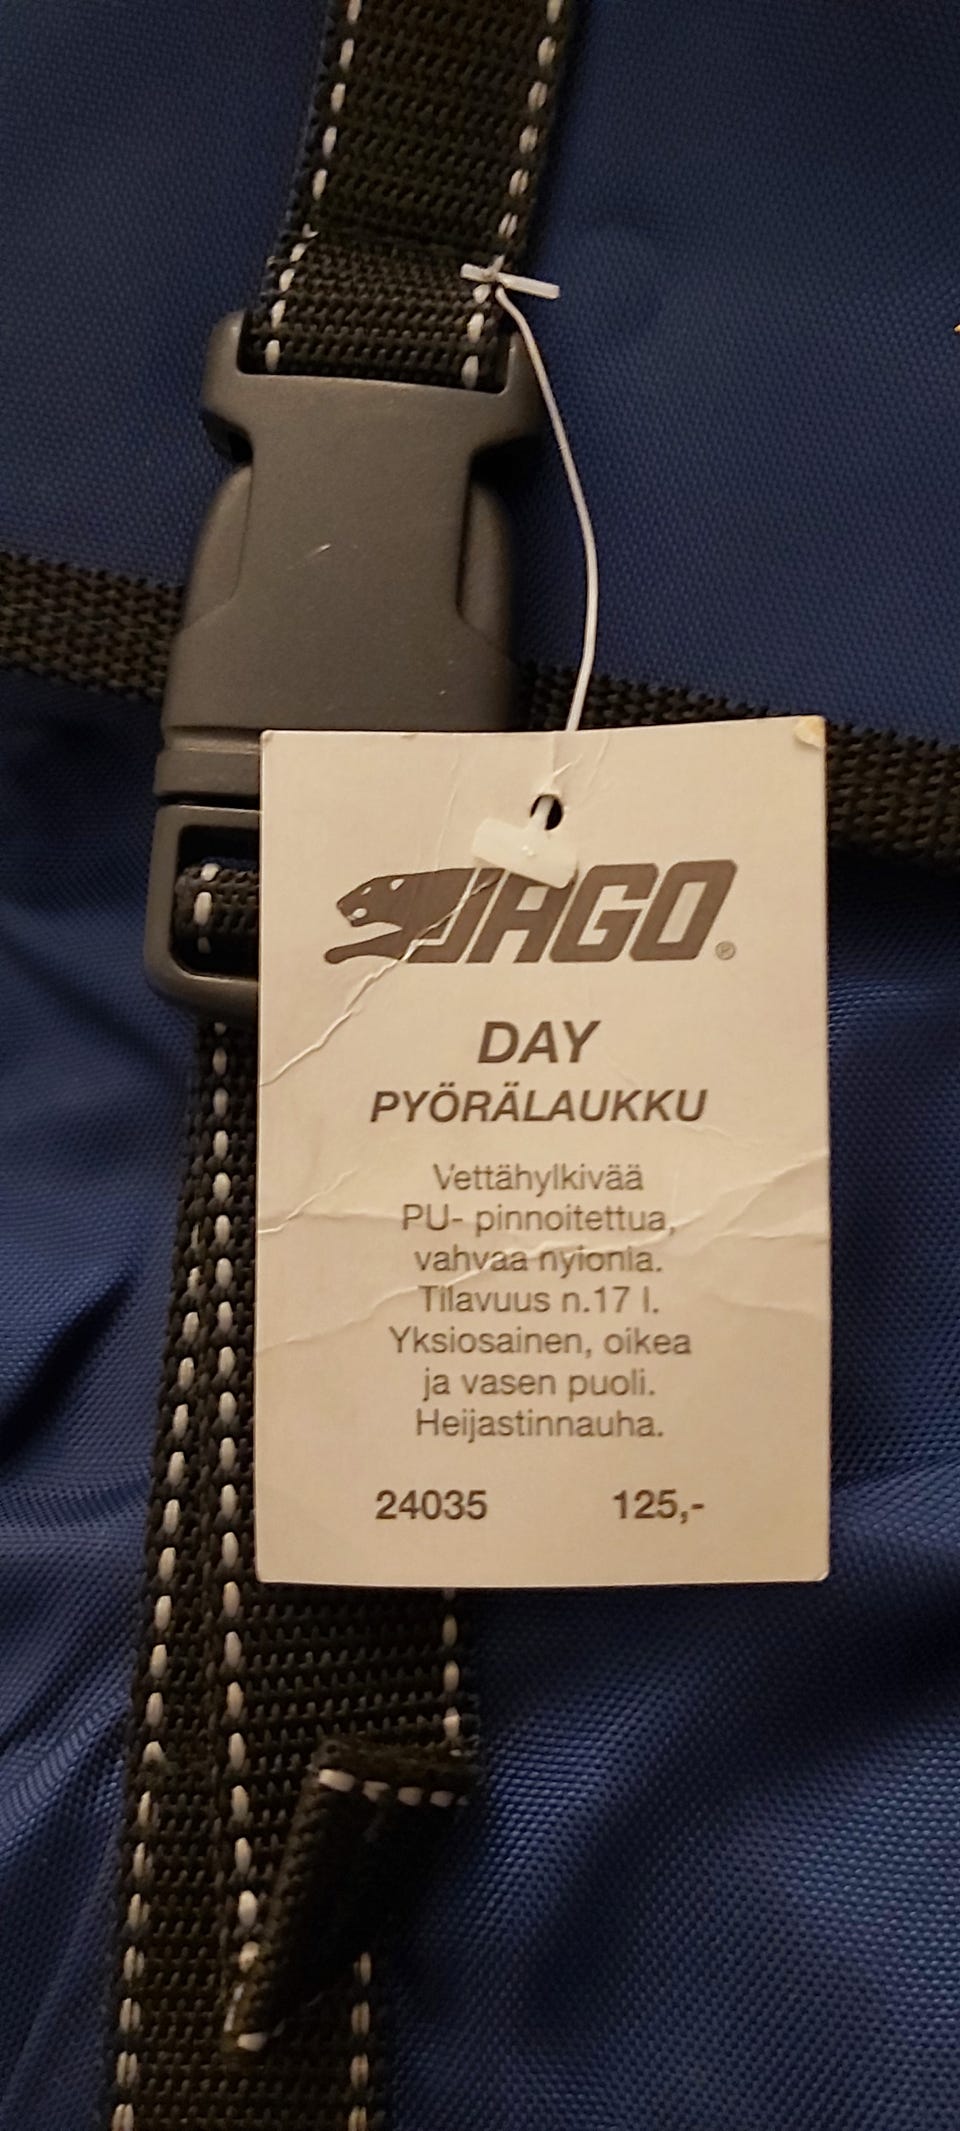 JAGO®
DAY
PYÖRÄLAUKKU
Vettähylkivää
PU- pinnoitettua,
vahvaa nylonia.
Tilavuus n.17 l.
Yksiosainen, oikea
ja vasen puoli.
Heijastinnauha.
24035 125,-